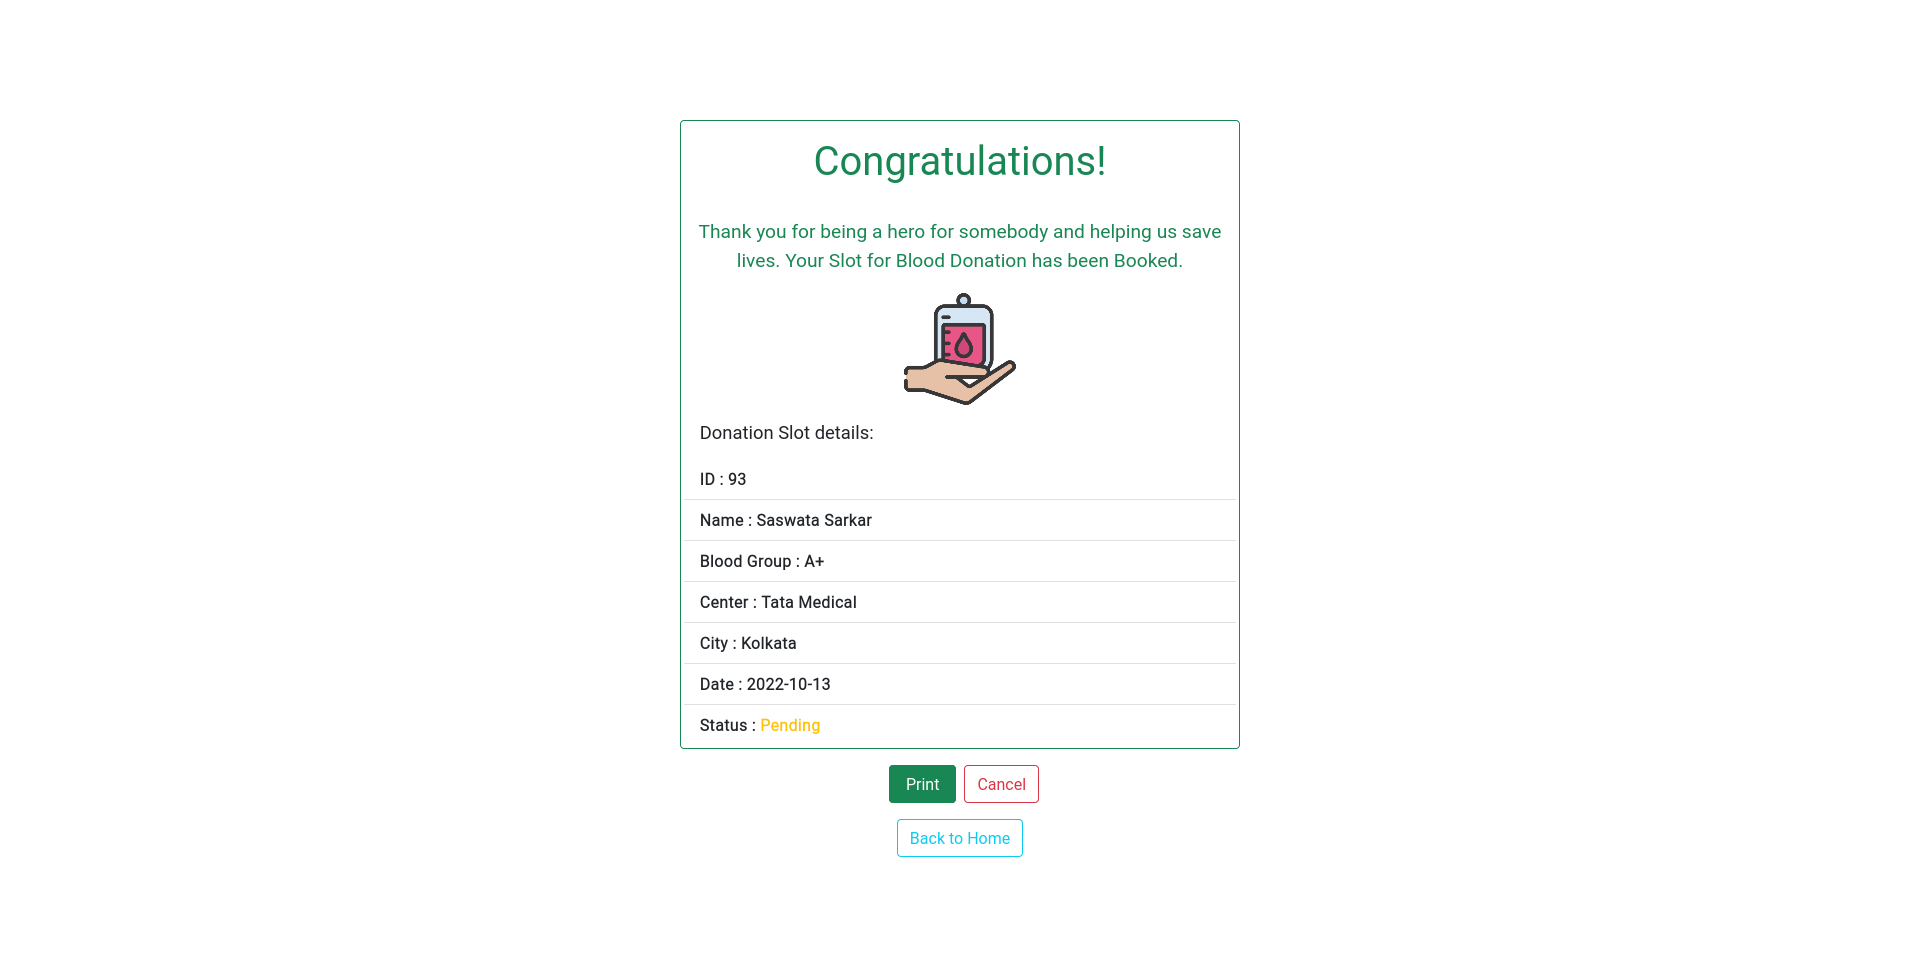 Congratulations!
Thank you for being a hero for somebody and helping us save
lives. Your Slot for Blood Donation has been Booked.
Donation Slot details:
ID : 93
Name : Saswata Sarkar
Blood Group : A+
Center : Tata Medical
City : Kolkata
Date : 2022-10-13
Status : Pending
Print Cancel
Back to Home